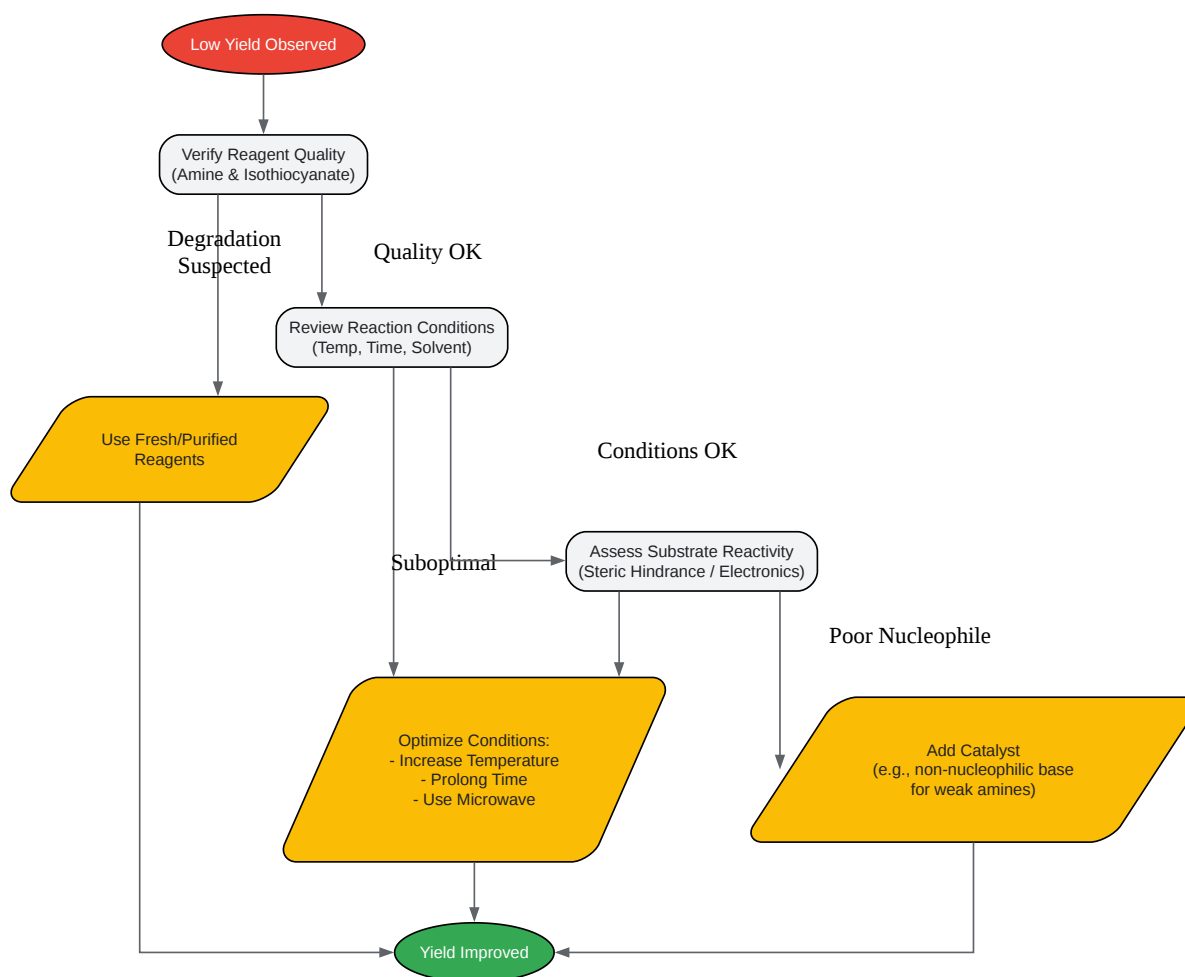 Low Yield Observed
Verify Reagent Quality
(Amine & Isothiocyanate)
Degradation
Suspected
Quality OK
Review Reaction Conditions
(Temp, Time, Solvent)
Use Fresh/Purified
Reagents
Conditions OK
Suboptimal
Assess Substrate Reactivity
(Steric Hindrance / Electronics)
Poor Nucleophile
Optimize Conditions:
- Increase Temperature
- Prolong Time
- Use Microwave
Add Catalyst
(e.g., non-nucleophilic base
for weak amines)
Yield Improved